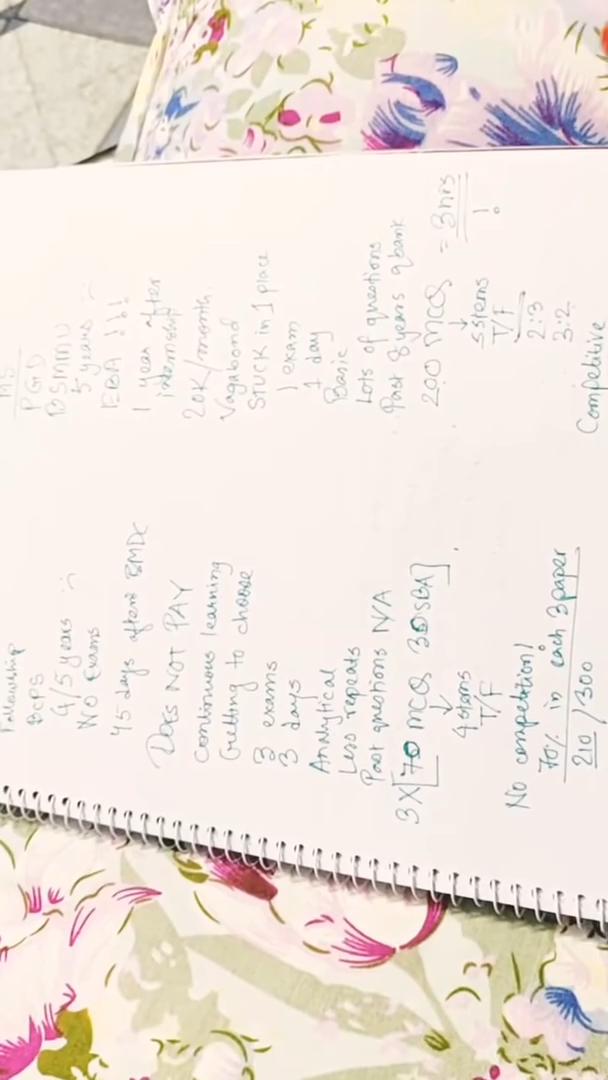 Fellowship
BCPS
4/5 years :)
NO Exams
45 days after BMDC
DOES NOT PAY
continuous learning
Getting to choose
3 exams
3 days
Analytical
Less repeats
Past questions N/A
3X[70 MCQ 30 SBA]
↓
4 stems
T/F
No competition!
70% in each 3 paper
210/300
MS
PGD
BSMMU
5 years :)
EBA !!!
1 year after
internship
20K/month.
Vagabond
STUCK in 1 place
1 exam
1 day
Basic
Lots of questions
Past 8 years qbank
200 MCQ = 3hrs
!
↓
5 stems
T/F
2:3
3:2
Competitive